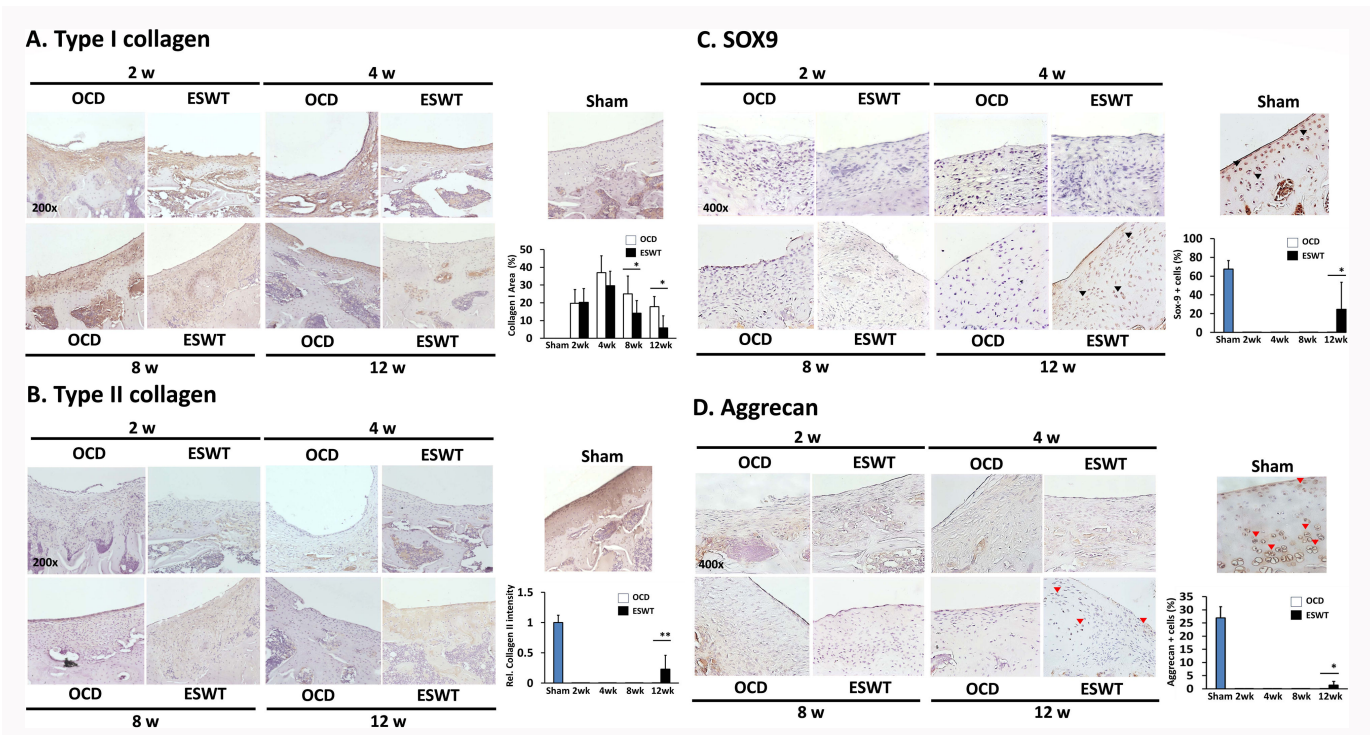 A. Type I collagen
2 w
4 w
OCD
ESWT
OCD
ESWT
Sham
200x
OCD
ESWT
OCD
ESWT
8 w
12 w
Collagen I Area (%)
50
40
30
20
10
0
OCD
ESWT
*
*
Sham 2wk 4wk 8wk 12wk
B. Type II collagen
2 w
4 w
OCD
ESWT
OCD
ESWT
Sham
200x
OCD
ESWT
OCD
ESWT
8 w
12 w
Rel. Collagen II intensity
1.5
1
0.5
0
OCD
ESWT
**
Sham 2wk 4wk 8wk 12wk
C. SOX9
2 w
4 w
OCD
ESWT
OCD
ESWT
Sham
400x
OCD
ESWT
OCD
ESWT
8 w
12 w
Sox-9 + cells (%)
100
80
60
40
20
0
OCD
ESWT
*
Sham 2wk 4wk 8wk 12wk
D. Aggrecan
2 w
4 w
OCD
ESWT
OCD
ESWT
Sham
400x
OCD
ESWT
OCD
ESWT
8 w
12 w
Aggrecan + cells (%)
35
30
25
20
15
10
5
0
OCD
ESWT
*
Sham 2wk 4wk 8wk 12wk